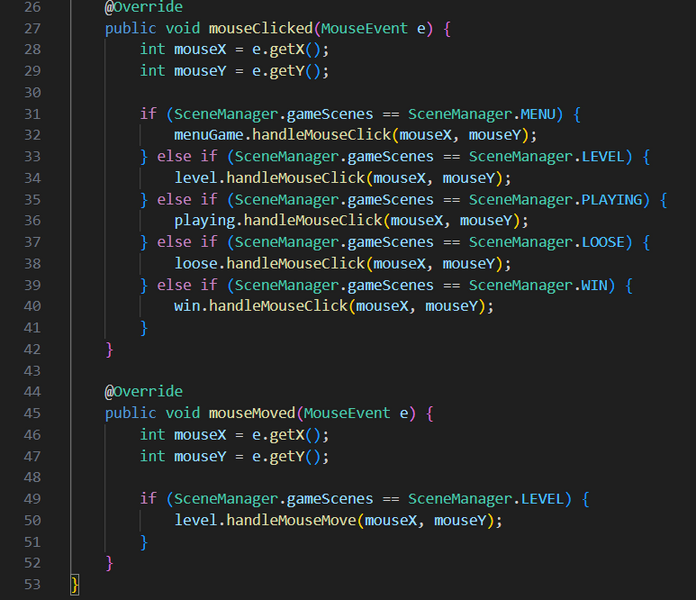 26 @Override
27 public void mouseClicked(MouseEvent e) {
28 int mouseX = e.getX();
29 int mouseY = e.getY();
30
31 if (SceneManager.gameScenes == SceneManager.MENU) {
32 menuGame.handleMouseClick(mouseX, mouseY);
33 } else if (SceneManager.gameScenes == SceneManager.LEVEL) {
34 level.handleMouseClick(mouseX, mouseY);
35 } else if (SceneManager.gameScenes == SceneManager.PLAYING) {
36 playing.handleMouseClick(mouseX, mouseY);
37 } else if (SceneManager.gameScenes == SceneManager.LOOSE) {
38 loose.handleMouseClick(mouseX, mouseY);
39 } else if (SceneManager.gameScenes == SceneManager.WIN) {
40 win.handleMouseClick(mouseX, mouseY);
41 }
42 }
43
44 @Override
45 public void mouseMoved(MouseEvent e) {
46 int mouseX = e.getX();
47 int mouseY = e.getY();
48
49 if (SceneManager.gameScenes == SceneManager.LEVEL) {
50 level.handleMouseMove(mouseX, mouseY);
51 }
52 }
53 }